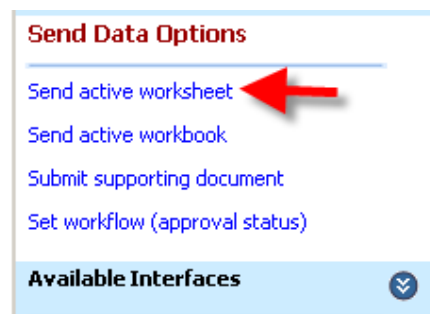 Send Data Options
Send active worksheet
Send active workbook
Submit supporting document
Set workflow (approval status)
Available Interfaces